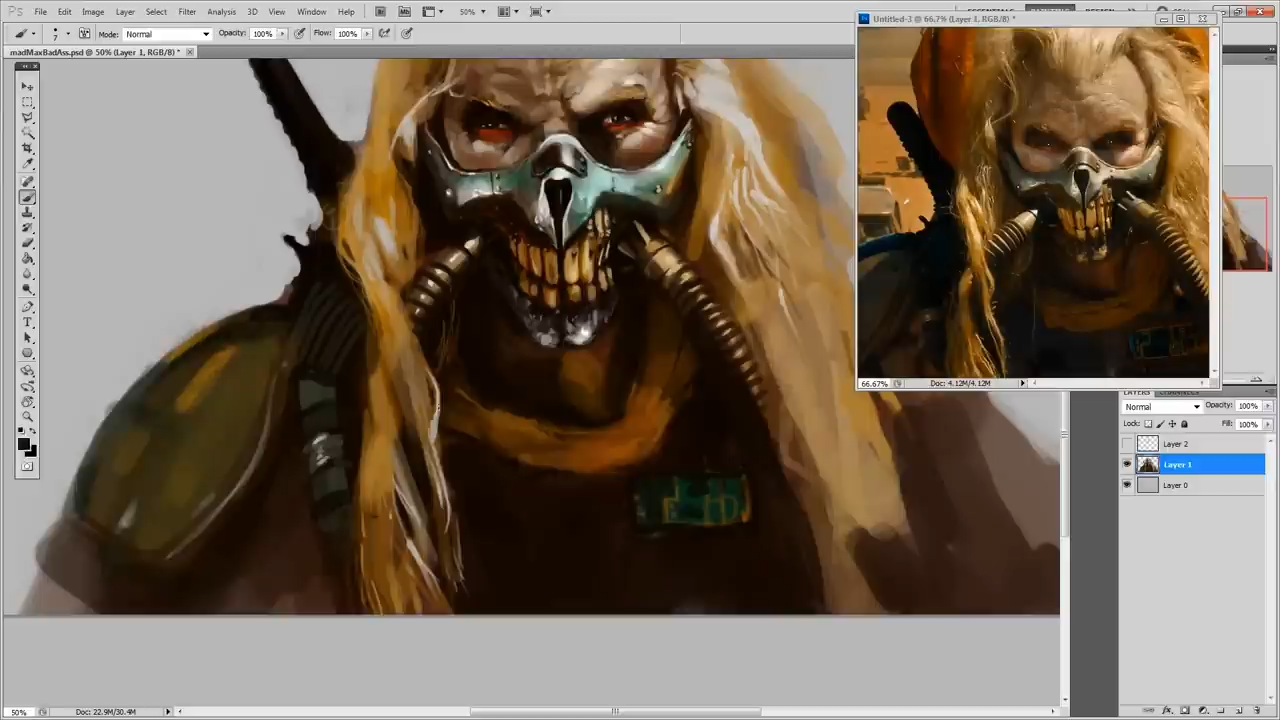 Ps File Edit Image Layer Select Filter Analysis 3D View Window Help 50%
Mode: Normal Opacity: 100% Flow: 100%
madMaxBadAss.psd @ 50% (Layer 1, RGB/8) *
Untitled-3 @ 66.7% (Layer 1, RGB/8) *
66.67% Doc: 4.12M/4.12M
LAYERS CHANNELS
Normal Opacity: 100%
Lock: Fill: 100%
Layer 2
Layer 1
Layer 0
50% Doc: 22.9M/30.4M